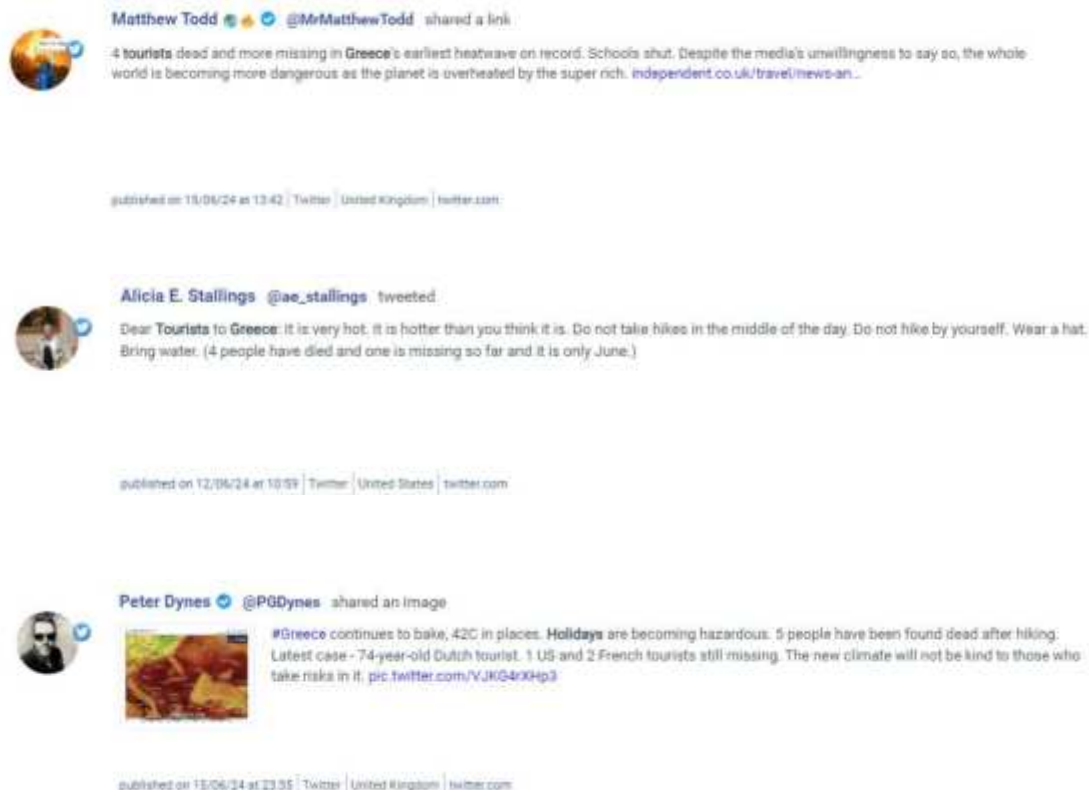 Matthew Todd @MrMatthewTodd shared a link
4 tourists dead and more missing in Greece's earliest heatwave on record. Schools shut. Despite the media's unwillingness to say so, the whole
world is becoming more dangerous as the planet is overheated by the super rich. independent.co.uk/travel/news-an...
published on 15/06/24 at 13:42 | Twitter | United Kingdom | twitter.com
Alicia E. Stallings @ae_stallings tweeted
Dear Tourists to Greece: It is very hot. It is hotter than you think it is. Do not take hikes in the middle of the day. Do not hike by yourself. Wear a hat.
Bring water. (4 people have died and one is missing so far and it is only June.)
published on 12/06/24 at 10:59 | Twitter | United States | twitter.com
Peter Dynes @PGDynes shared an image
#Greece continues to bake, 42C in places. Holidays are becoming hazardous. 5 people have been found dead after hiking.
Latest case - 74-year-old Dutch tourist. 1 US and 2 French tourists still missing. The new climate will not be kind to those who
take risks in it. pic.twitter.com/VJKG4rXHp3
published on 15/06/24 at 23:35 | Twitter | United Kingdom | twitter.com